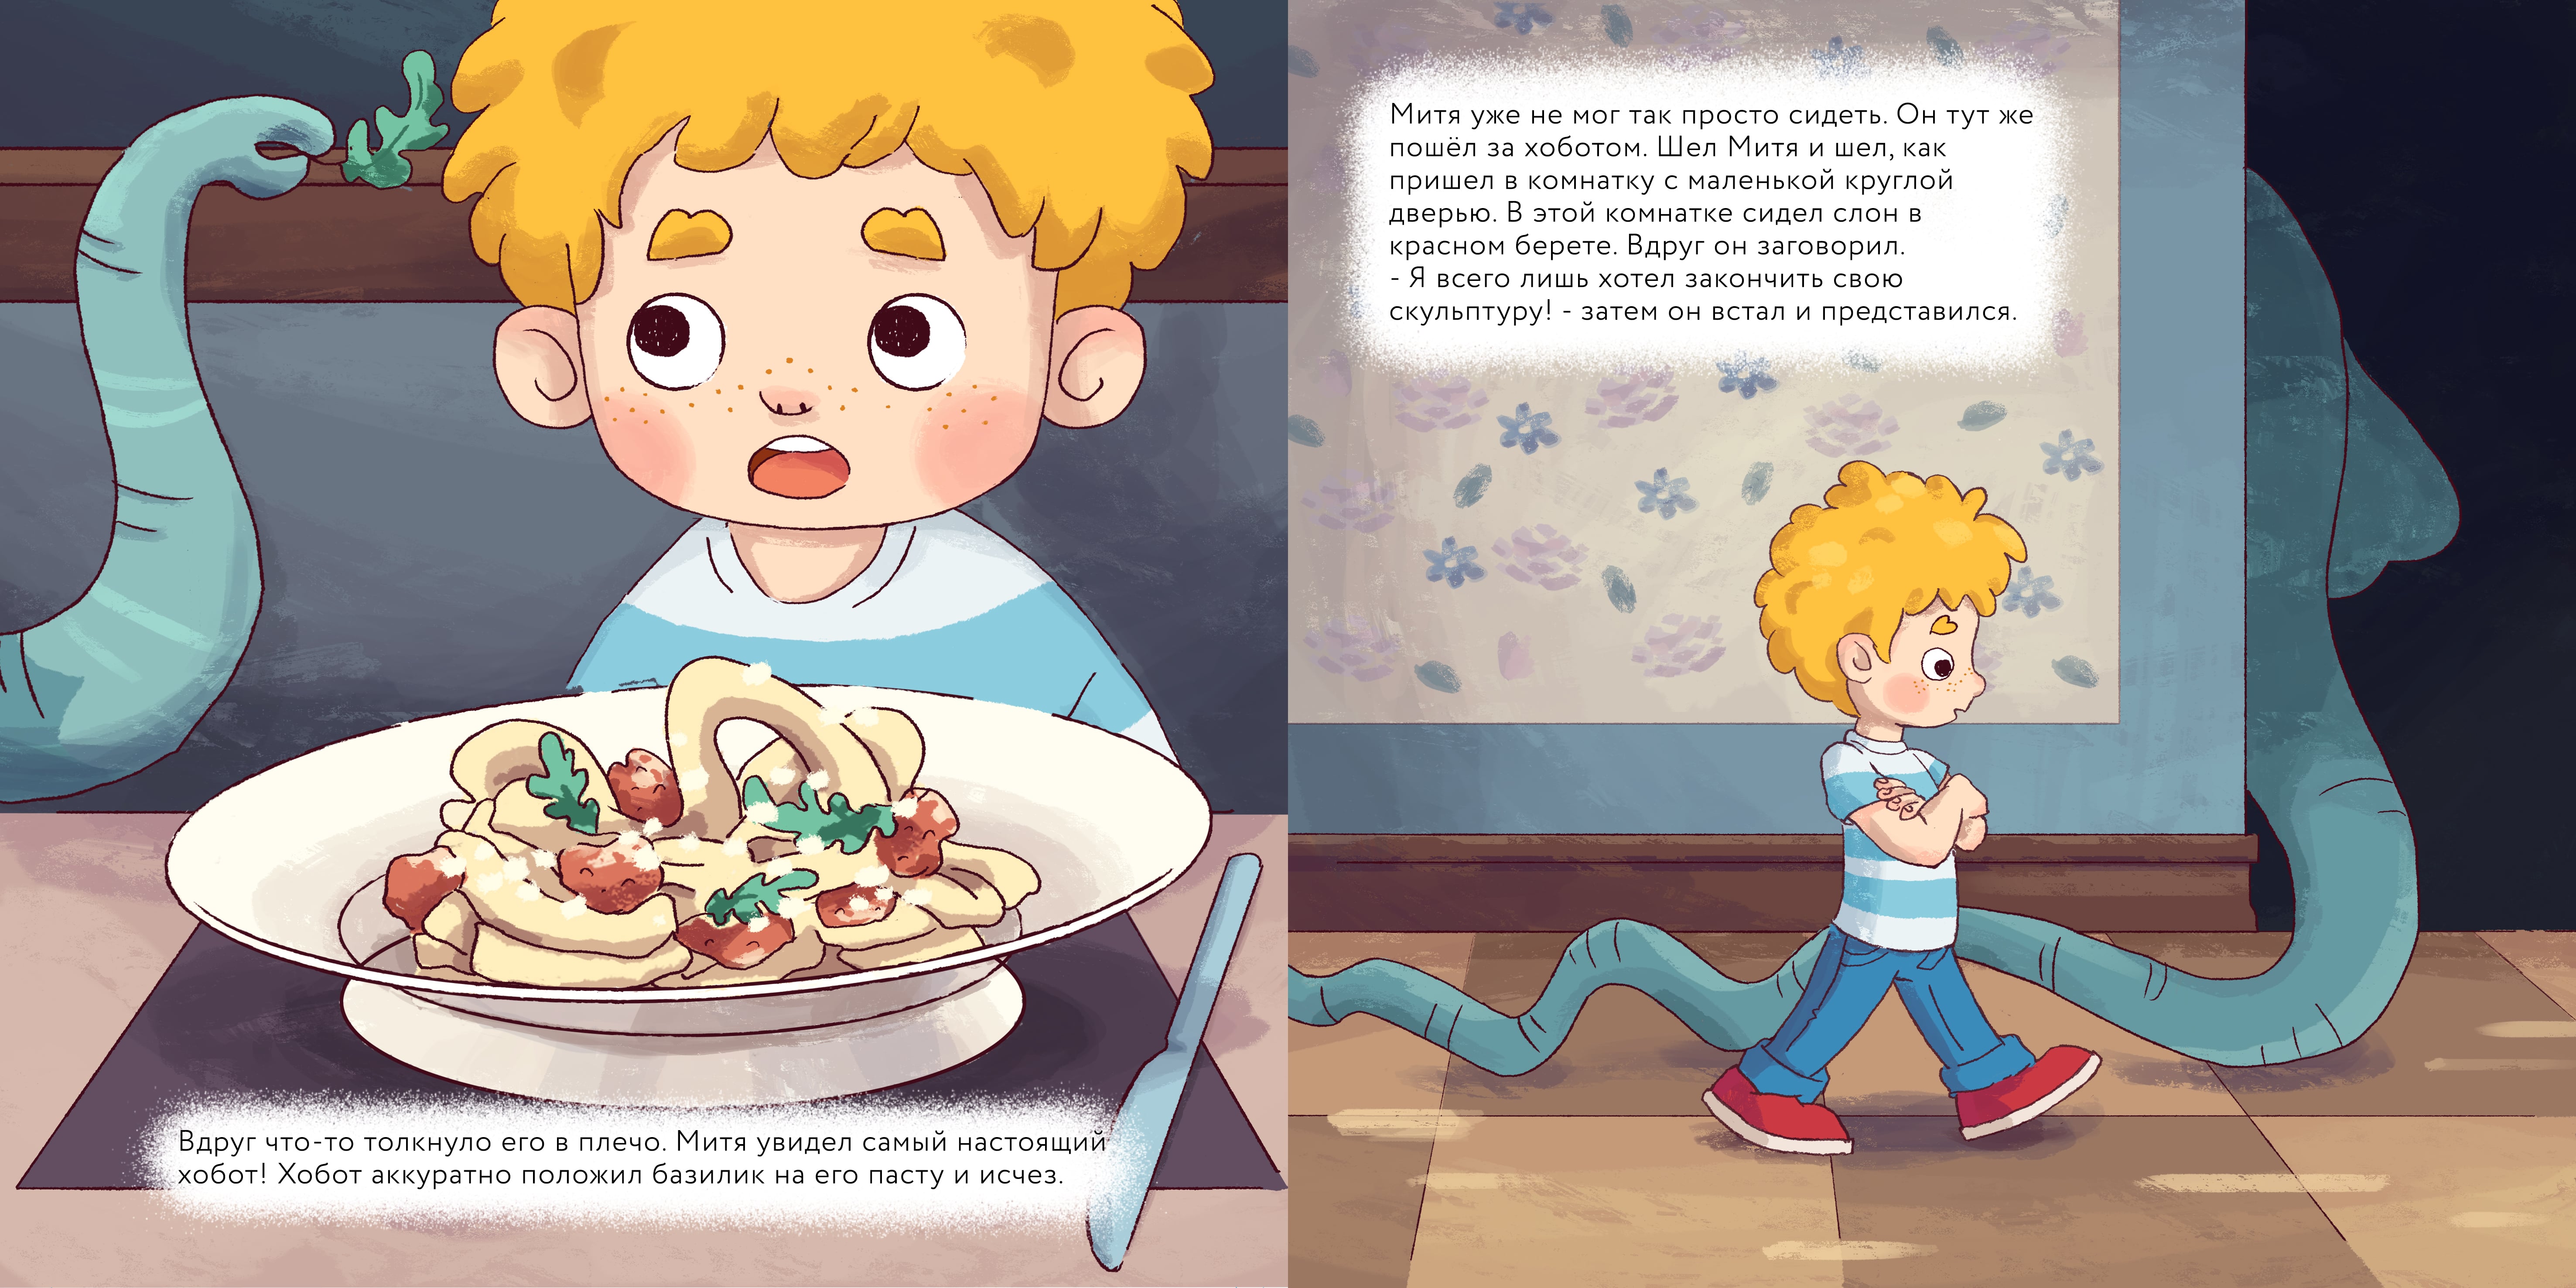 Вдруг что-то толкнуло его в плечо. Митя увидел самый настоящий
хобот! Хобот аккуратно положил базилик на его пасту и исчез.
Митя уже не мог так просто сидеть. Он тут же
пошёл за хоботом. Шел Митя и шел, как
пришел в комнатку с маленькой круглой
дверью. В этой комнатке сидел слон в
красном берете. Вдруг он заговорил.
- Я всего лишь хотел закончить свою
скульптуру! - затем он встал и представился.